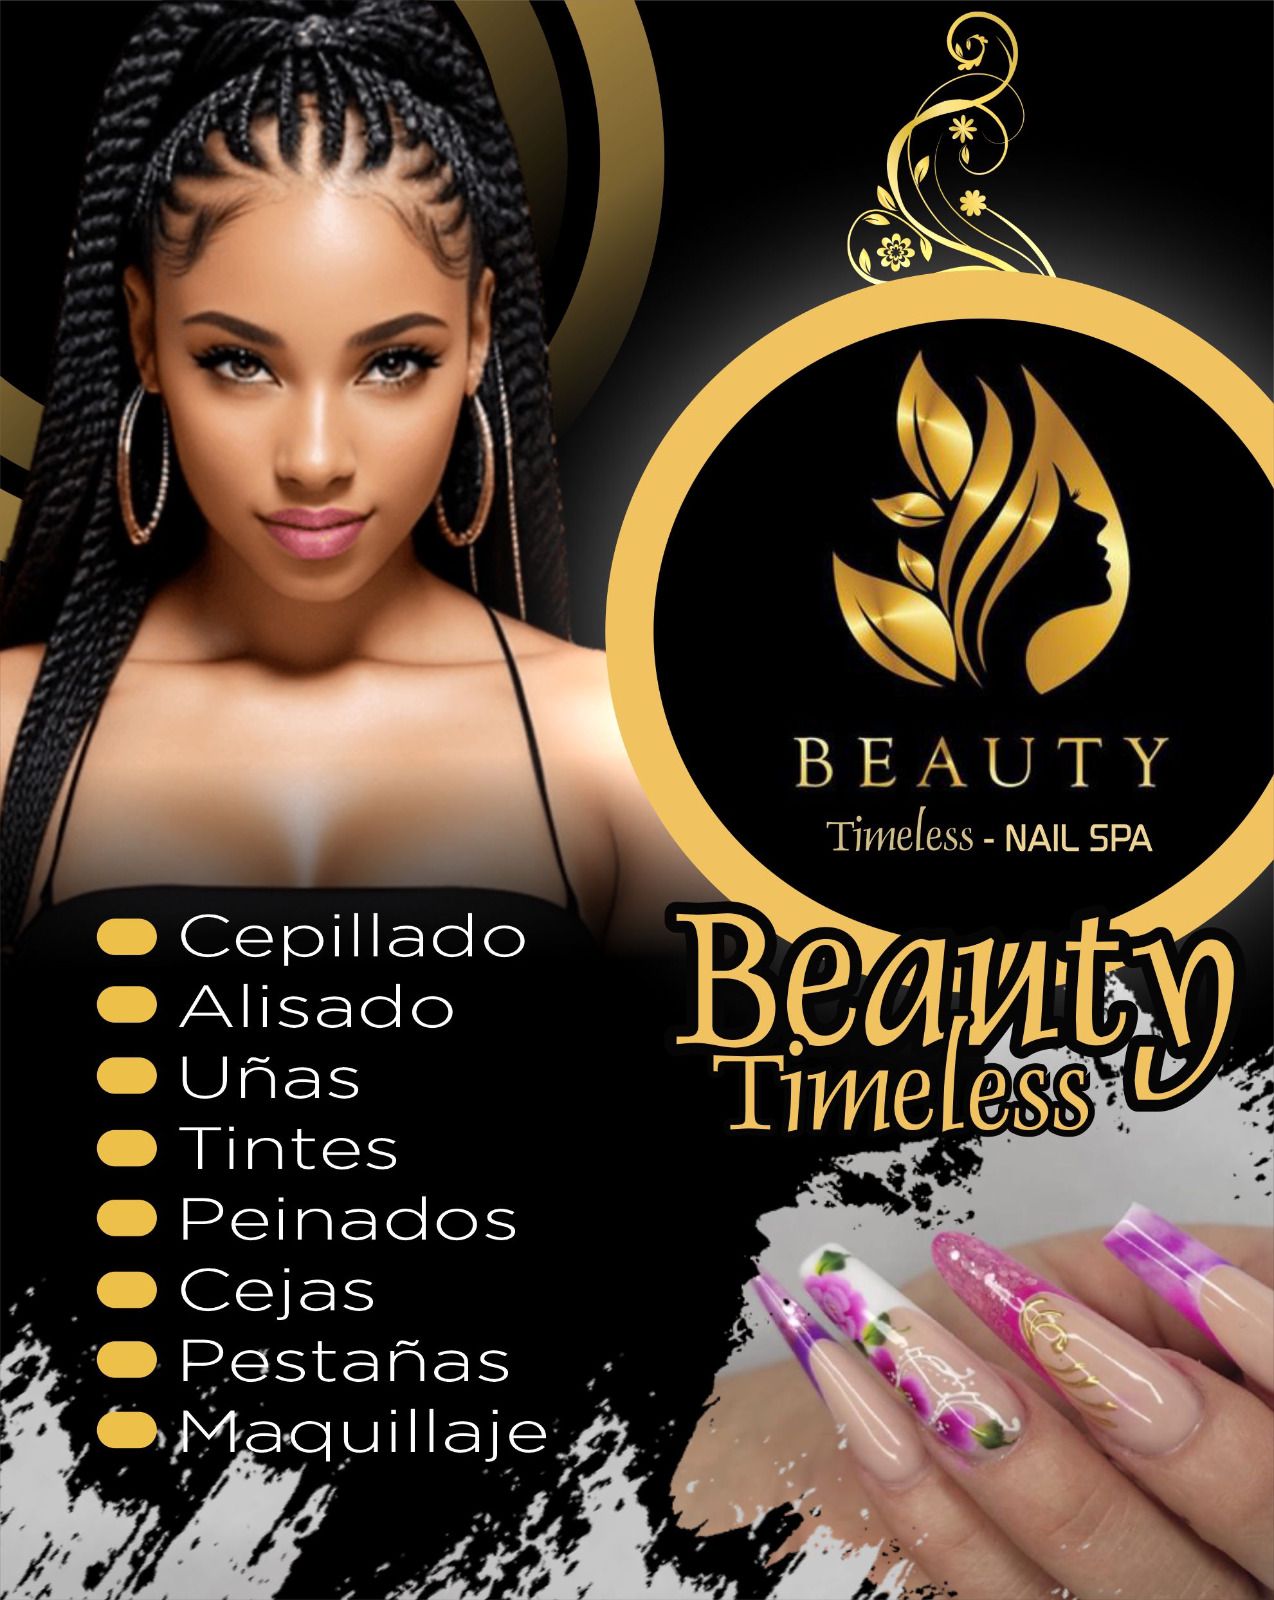 BEAUTY
Timeless - NAIL SPA
Beauty
Timeless
Cepillado
Alisado
Uñas
Tintes
Peinados
Cejas
Pestañas
Maquillaje